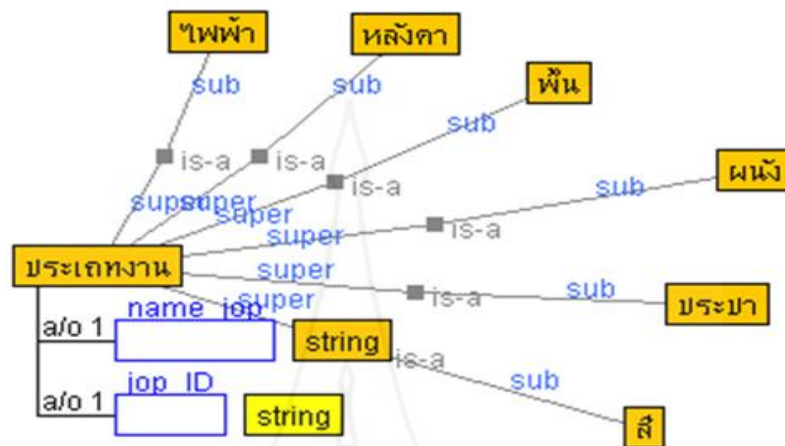 ไฟฟ้า
หลังคา
พื้น
sub
sub
sub
ผนัง
is-a
is-a
is-a
sub
super
super
super
is-a
super
ประเภทงาน
super
is-a
sub
ประปา
super
name_jop
a/o 1
string
is-a
sub
jop_ID
a/o 1
string
สี